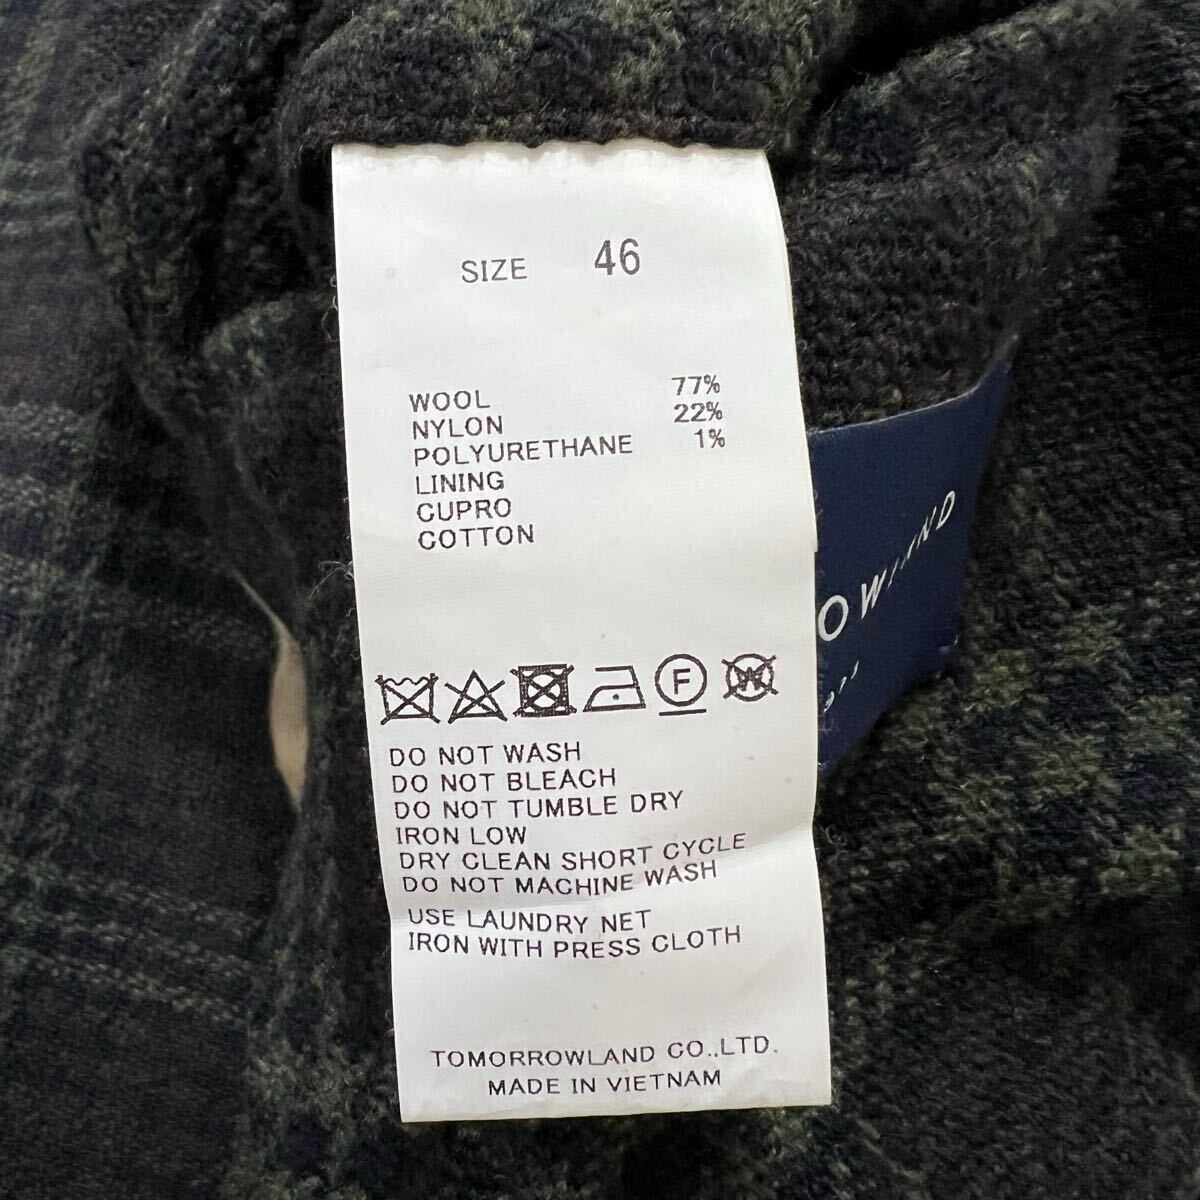 SIZE 46
WOOL 77%
NYLON 22%
POLYURETHANE 1%
LINING
CUPRO
COTTON
F W
DO NOT WASH
DO NOT BLEACH
DO NOT TUMBLE DRY
IRON LOW
DRY CLEAN SHORT CYCLE
DO NOT MACHINE WASH
USE LAUNDRY NET
IRON WITH PRESS CLOTH
TOMORROWLAND CO.,LTD.
MADE IN VIETNAM